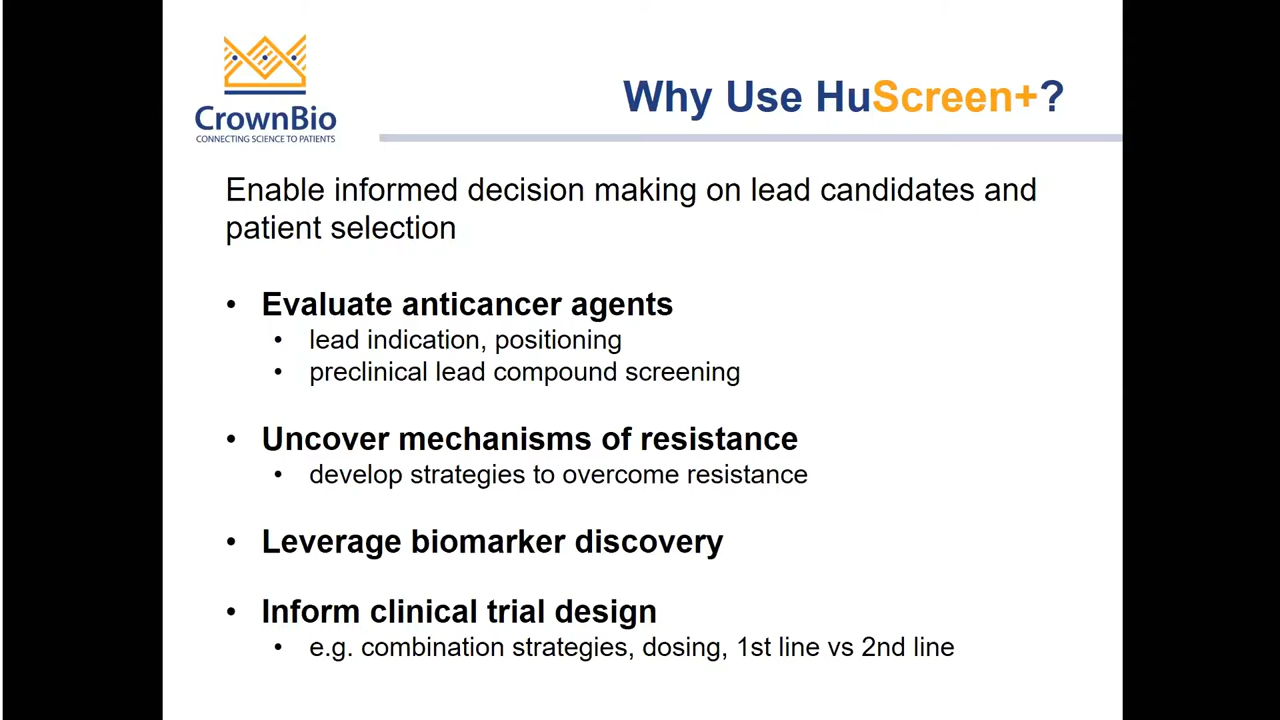 CrownBio
CONNECTING SCIENCE TO PATIENTS
Why Use HuScreen+?
Enable informed decision making on lead candidates and
patient selection
• Evaluate anticancer agents
• lead indication, positioning
• preclinical lead compound screening
• Uncover mechanisms of resistance
• develop strategies to overcome resistance
• Leverage biomarker discovery
• Inform clinical trial design
• e.g. combination strategies, dosing, 1st line vs 2nd line